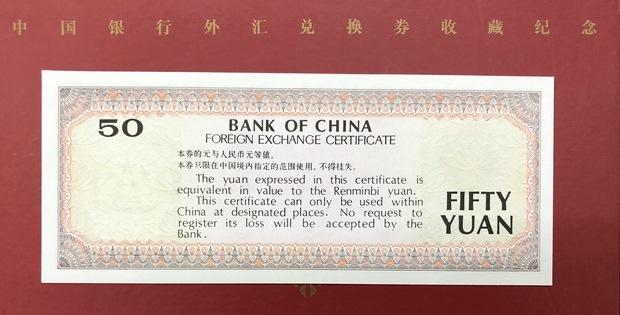 中国银行外汇兑换券收藏纪念
50
BANK OF CHINA
FOREIGN EXCHANGE CERTIFICATE
本券的元与人民币元等值。
本券只限在中国境内指定的范围使用，不得挂失。
The yuan expressed in this certificate is
equivalent in value to the Renminbi yuan.
This certificate can only be used within
China at designated places. No request to
register its loss will be accepted by the
Bank.
FIFTY
YUAN